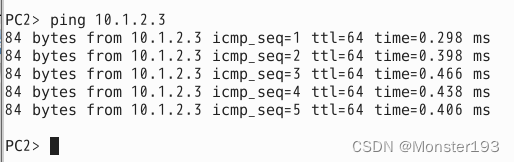 PC2> ping 10.1.2.3
84 bytes from 10.1.2.3 icmp_seq=1 ttl=64 time=0.298 ms
84 bytes from 10.1.2.3 icmp_seq=2 ttl=64 time=0.398 ms
84 bytes from 10.1.2.3 icmp_seq=3 ttl=64 time=0.466 ms
84 bytes from 10.1.2.3 icmp_seq=4 ttl=64 time=0.438 ms
84 bytes from 10.1.2.3 icmp_seq=5 ttl=64 time=0.406 ms
PC2>
CSDN @Monster193